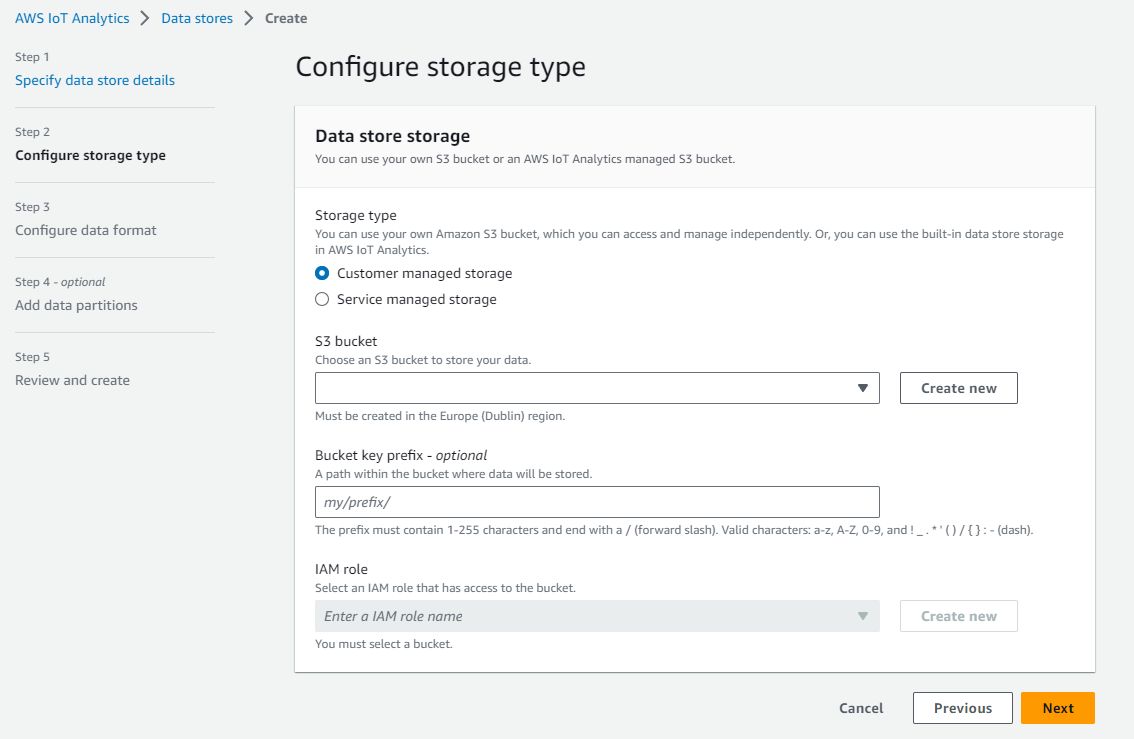 AWS IoT Analytics > Data stores > Create
Step 1
Specify data store details
Step 2
Configure storage type
Step 3
Configure data format
Step 4 - optional
Add data partitions
Step 5
Review and create
Configure storage type
Data store storage
You can use your own S3 bucket or an AWS IoT Analytics managed S3 bucket.
Storage type
You can use your own Amazon S3 bucket, which you can access and manage independently. Or, you can use the built-in data store storage
in AWS IoT Analytics.
Customer managed storage
Service managed storage
S3 bucket
Choose an S3 bucket to store your data.
Create new
Must be created in the Europe (Dublin) region.
Bucket key prefix - optional
A path within the bucket where data will be stored.
my/prefix/
The prefix must contain 1-255 characters and end with a / (forward slash). Valid characters: a-z, A-Z, 0-9, and ! _ . * ' ( ) / { } : - (dash).
IAM role
Select an IAM role that has access to the bucket.
Enter a IAM role name
Create new
You must select a bucket.
Cancel
Previous
Next